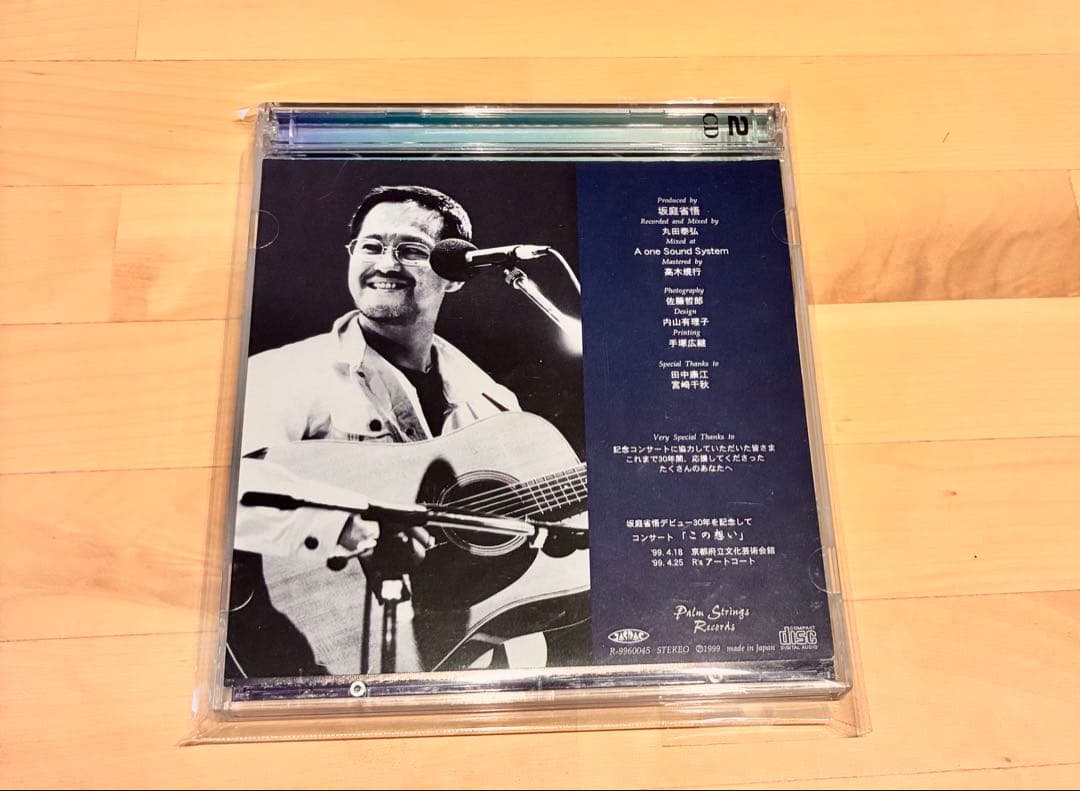 2
CD
Produced by
坂庭省悟
Recorded and Mixed by
丸田泰弘
Mixed at
A one Sound System
Mastered by
高木規行
Photography
佐藤哲郎
Design
内山有理子
Printing
手塚広継
Special Thanks to
田中康江
宮崎千秋
Very Special Thanks to
記念コンサートに協力していただいた皆さま
これまで30年間、応援してくださった
たくさんのあなたへ
坂庭省悟デビュー30年を記念して
コンサート「この想い」
'99. 4.18 京都府立文化芸術会館
'99. 4.25 R's アートコート
Palm Strings
Records
JASRAC
COMPACT
disc
DIGITAL AUDIO
R-9960045 STEREO Ⓟ1999 made in Japan